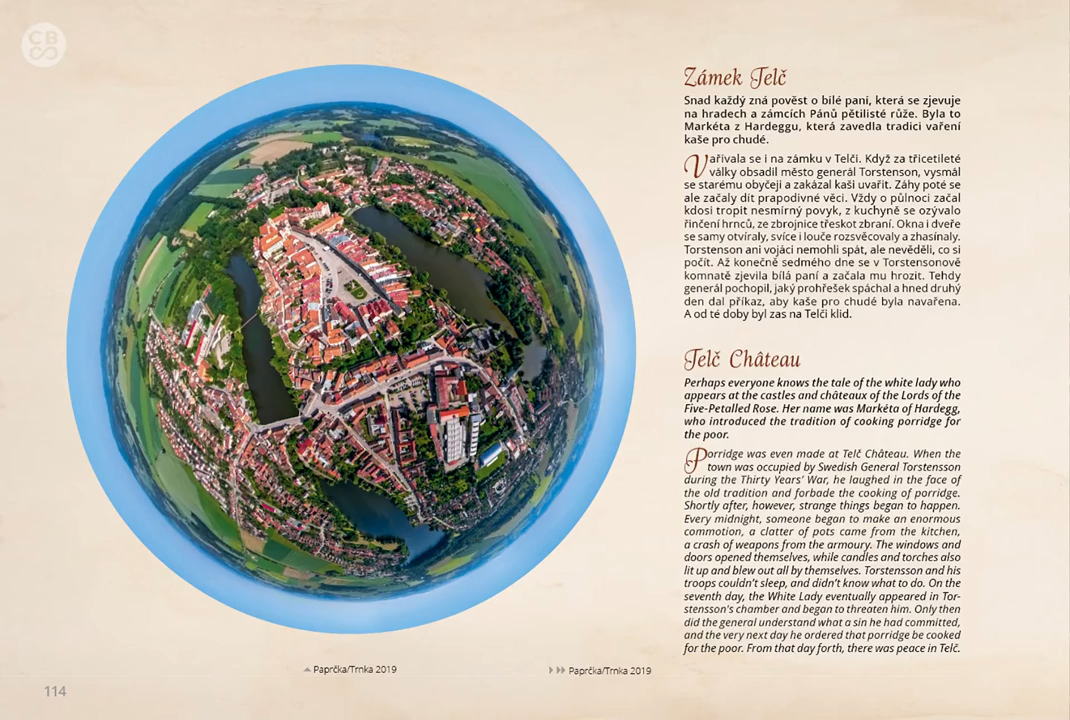 CB
Zámek Telč
Snad každý zná pověst o bílé paní, která se zjevuje
na hradech a zámcích Pánů pětilisté růže. Byla to
Markéta z Hardeggu, která zavedla tradici vaření
kaše pro chudé.
Vařívala se i na zámku v Telči. Když za třicetileté
války obsadil město generál Torstenson, vysmál
se starému obyčeji a zakázal kaši uvařit. Záhy poté se
ale začaly dít prapodivné věci. Vždy o půlnoci začal
kdosi tropit nesmírný povyk, z kuchyně se ozývalo
řinčení hrnců, ze zbrojnice třeskot zbraní. Okna i dveře
se samy otvíraly, svíce i louče rozsvěcovaly a zhasínaly.
Torstenson ani vojáci nemohli spát, ale nevěděli, co si
počít. Až konečně sedmého dne se v Torstensonově
komnatě zjevila bílá paní a začala mu hrozit. Tehdy
generál pochopil, jaký prohřešek spáchal a hned druhý
den dal příkaz, aby kaše pro chudé byla navařena.
A od té doby byl zas na Telči klid.
Telč Château
Perhaps everyone knows the tale of the white lady who
appears at the castles and châteaux of the Lords of the
Five-Petalled Rose. Her name was Markéta of Hardegg,
who introduced the tradition of cooking porridge for
the poor.
Porridge was even made at Telč Château. When the
town was occupied by Swedish General Torstensson
during the Thirty Years' War, he laughed in the face of
the old tradition and forbade the cooking of porridge.
Shortly after, however, strange things began to happen.
Every midnight, someone began to make an enormous
commotion, a clatter of pots came from the kitchen,
a crash of weapons from the armoury. The windows and
doors opened themselves, while candles and torches also
lit up and blew out all by themselves. Torstensson and his
troops couldn't sleep, and didn't know what to do. On the
seventh day, the White Lady eventually appeared in Tor-
stensson's chamber and began to threaten him. Only then
did the general understand what a sin he had committed,
and the very next day he ordered that porridge be cooked
for the poor. From that day forth, there was peace in Telč.
Paprčka/Trnka 2019
Paprčka/Trnka 2019
114